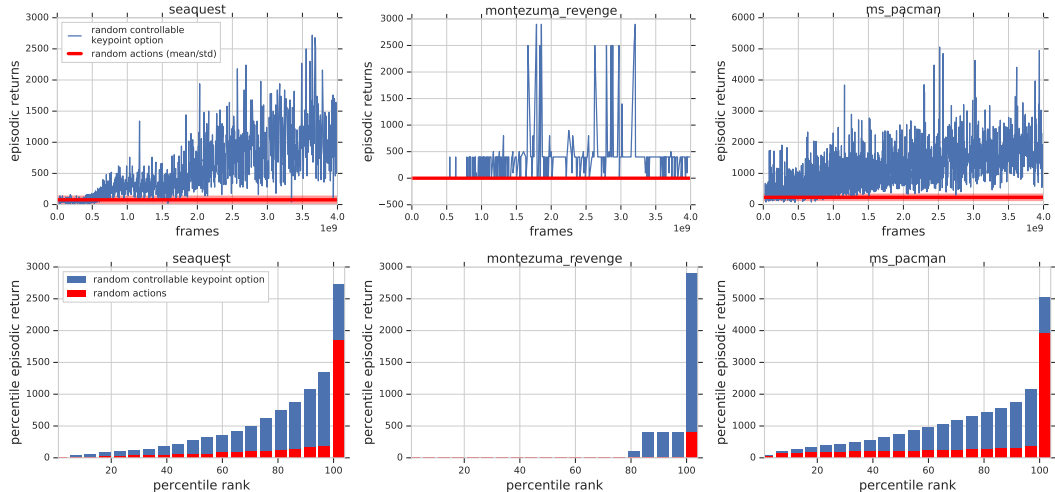 seaquest
3000
2500
2000
1500
1000
500
0
episodic returns
random controllable
keypoint option
random actions (mean/std)
0.0 0.5 1.0 1.5 2.0 2.5 3.0 3.5 4.0
1e9
frames
montezuma_revenge
3000
2500
2000
1500
1000
500
0
−500
episodic returns
0.0 0.5 1.0 1.5 2.0 2.5 3.0 3.5 4.0
1e9
frames
ms_pacman
6000
5000
4000
3000
2000
1000
0
episodic returns
0.0 0.5 1.0 1.5 2.0 2.5 3.0 3.5 4.0
1e9
frames
seaquest
3000
2500
2000
1500
1000
500
0
percentile episodic return
random controllable keypoint option
random actions
20 40 60 80 100
percentile rank
montezuma_revenge
3000
2500
2000
1500
1000
500
0
percentile episodic return
20 40 60 80 100
percentile rank
ms_pacman
6000
5000
4000
3000
2000
1000
0
percentile episodic return
20 40 60 80 100
percentile rank